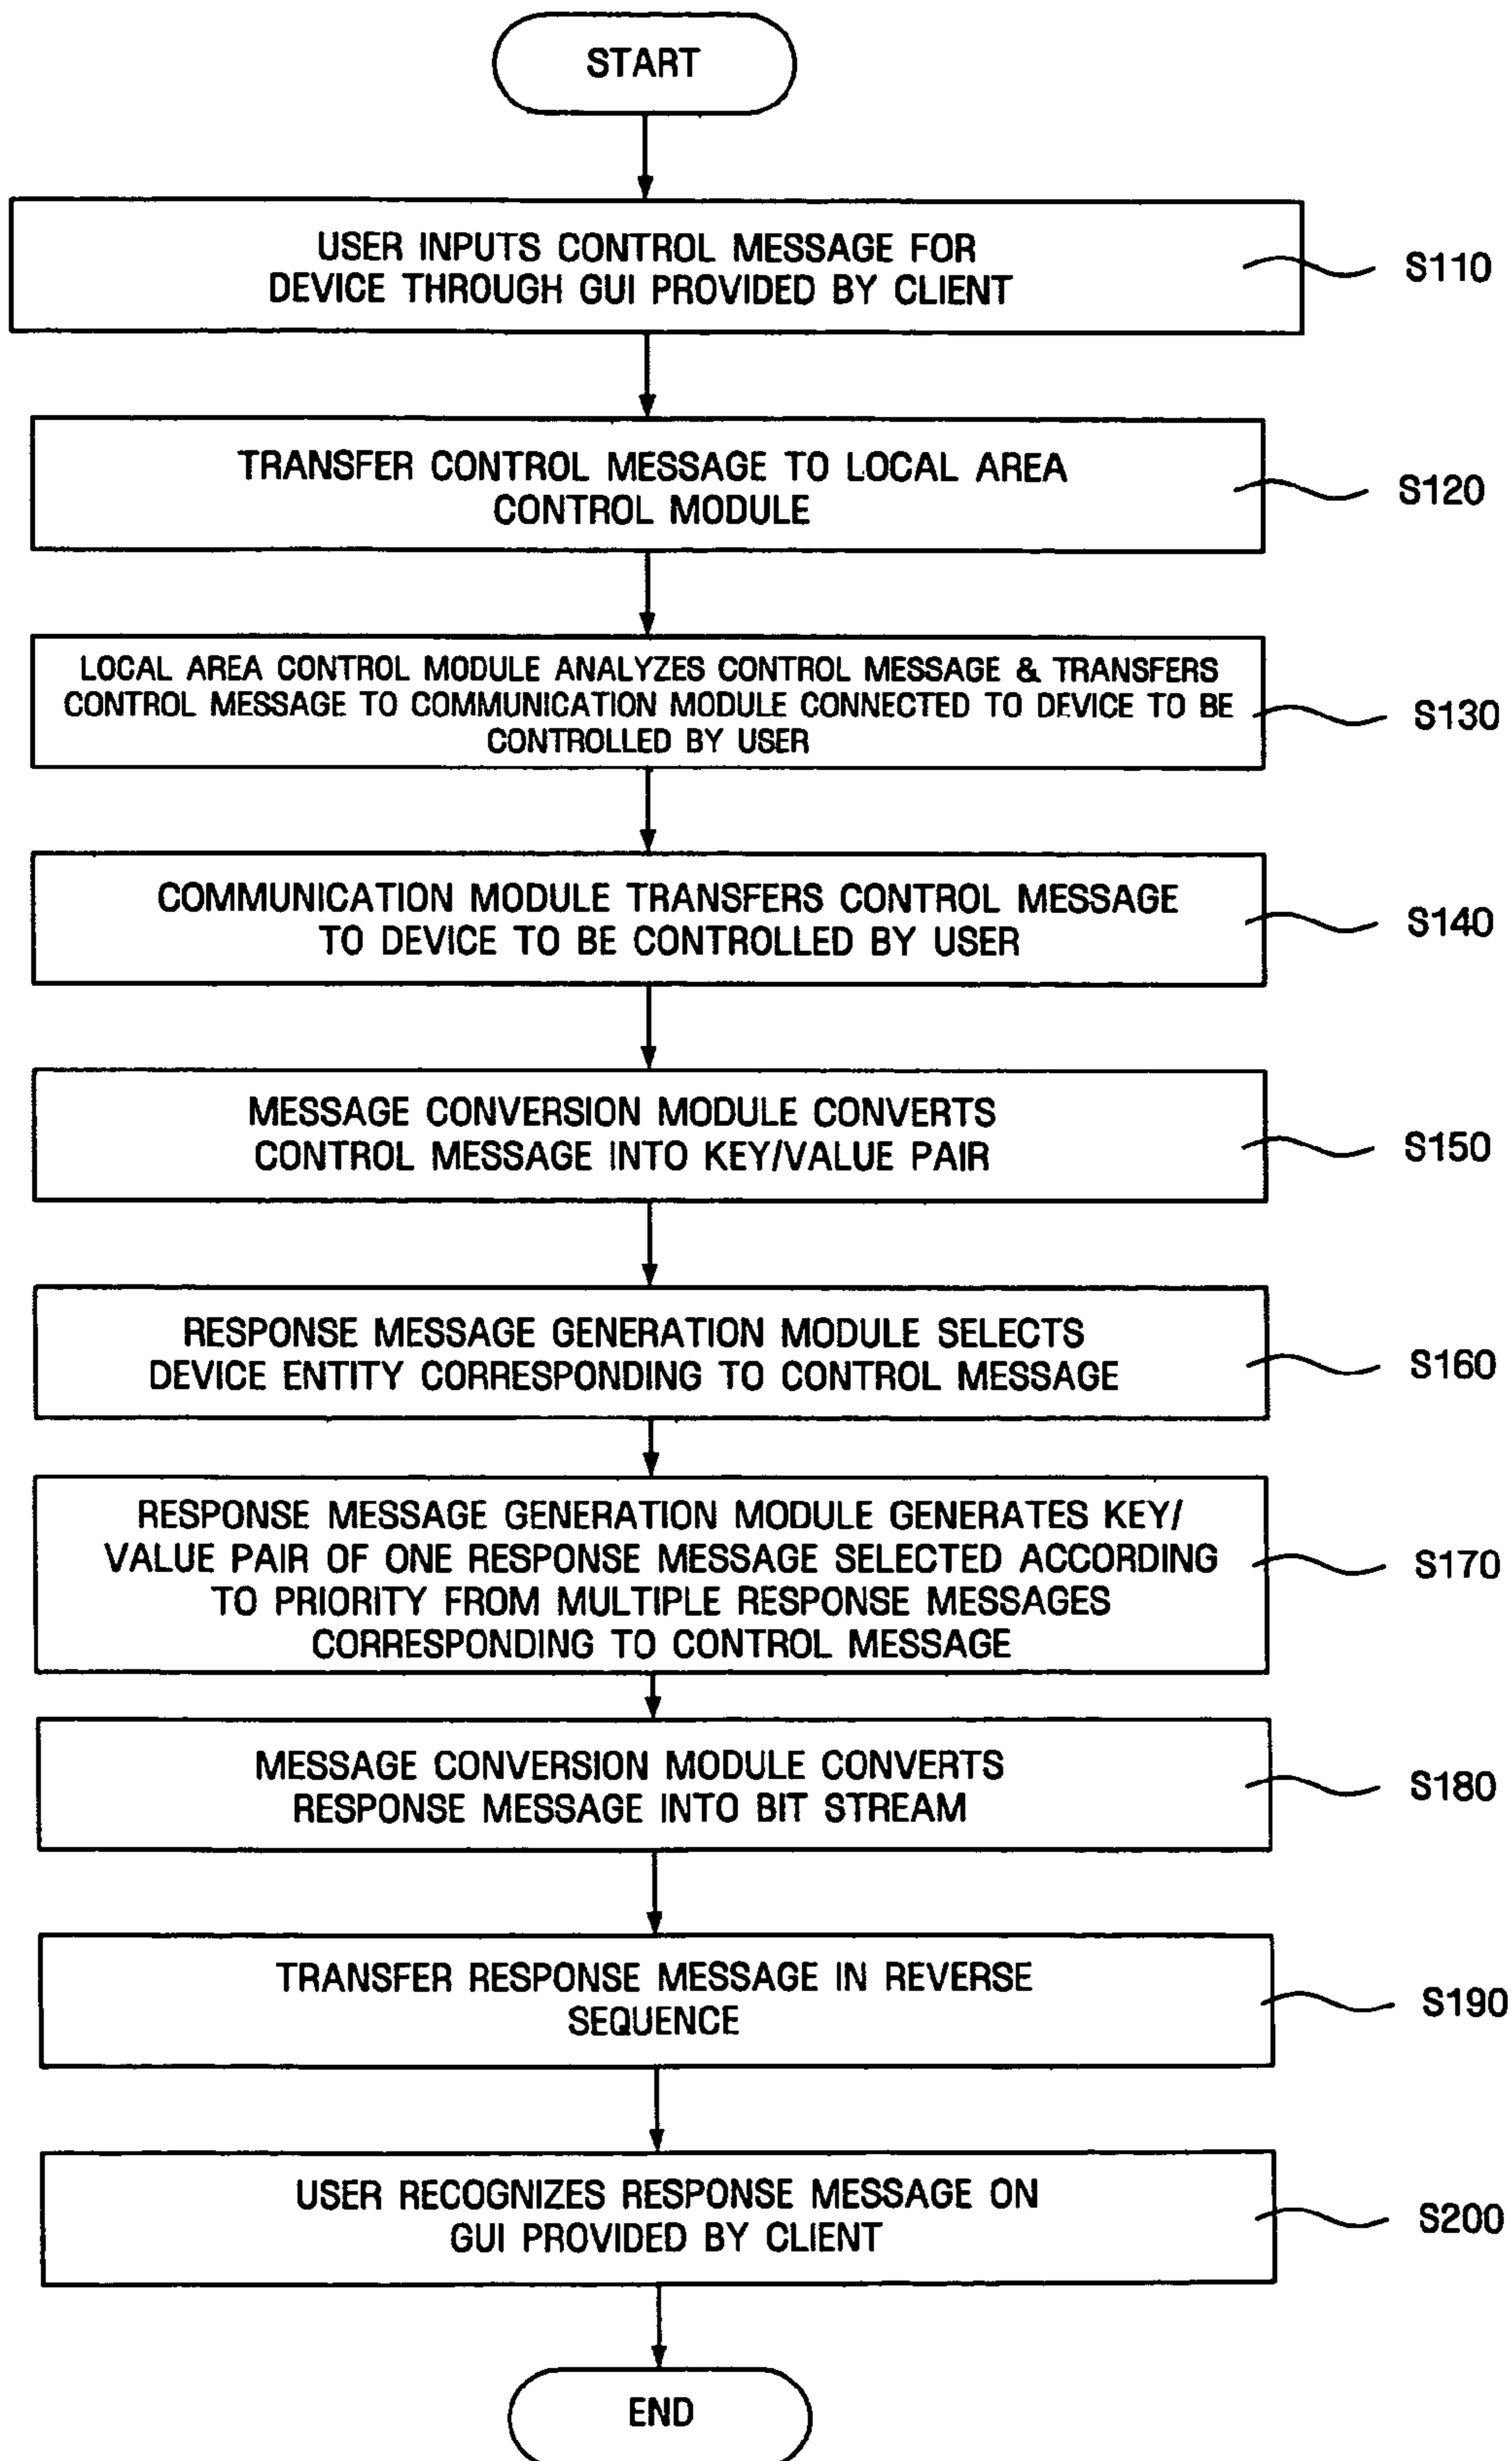 START
USER INPUTS CONTROL MESSAGE FOR
DEVICE THROUGH GUI PROVIDED BY CLIENT
S110
TRANSFER CONTROL MESSAGE TO LOCAL AREA
CONTROL MODULE
S120
LOCAL AREA CONTROL MODULE ANALYZES CONTROL MESSAGE & TRANSFERS
CONTROL MESSAGE TO COMMUNICATION MODULE CONNECTED TO DEVICE TO BE
CONTROLLED BY USER
S130
COMMUNICATION MODULE TRANSFERS CONTROL MESSAGE
TO DEVICE TO BE CONTROLLED BY USER
S140
MESSAGE CONVERSION MODULE CONVERTS
CONTROL MESSAGE INTO KEY/VALUE PAIR
S150
RESPONSE MESSAGE GENERATION MODULE SELECTS
DEVICE ENTITY CORRESPONDING TO CONTROL MESSAGE
S160
RESPONSE MESSAGE GENERATION MODULE GENERATES KEY/
VALUE PAIR OF ONE RESPONSE MESSAGE SELECTED ACCORDING
TO PRIORITY FROM MULTIPLE RESPONSE MESSAGES
CORRESPONDING TO CONTROL MESSAGE
S170
MESSAGE CONVERSION MODULE CONVERTS
RESPONSE MESSAGE INTO BIT STREAM
S180
TRANSFER RESPONSE MESSAGE IN REVERSE
SEQUENCE
S190
USER RECOGNIZES RESPONSE MESSAGE ON
GUI PROVIDED BY CLIENT
S200
END